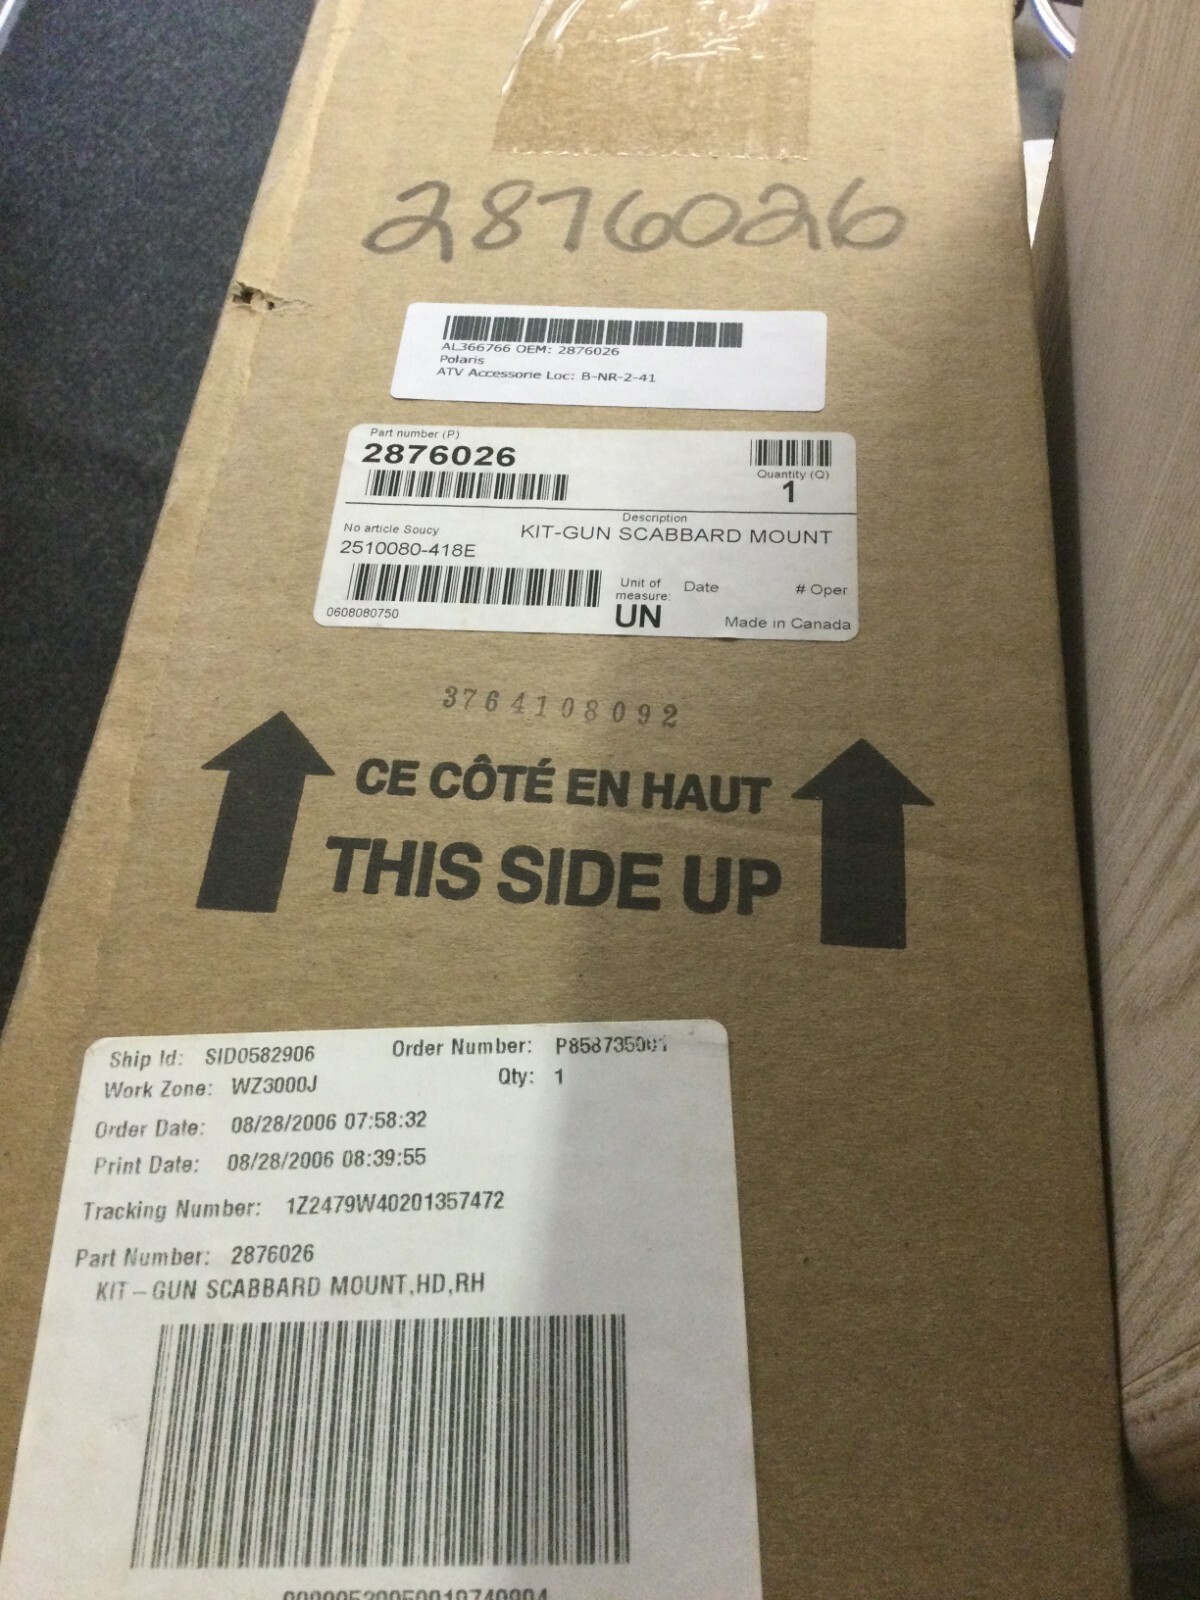 2876026
AL366766 OEM: 2876026
Polaris
ATV Accessorie Loc: B-NR-2-41
Part number (P)
2876026
Quantity (Q)
1
Description
KIT-GUN SCABBARD MOUNT
No article Soucy
2510080-418E
0608080750
Unit of measure:
UN
Date
# Oper
Made in Canada
3764108092
CE CÔTÉ EN HAUT
THIS SIDE UP
Ship Id: SID0582906
Order Number: P858735001
Work Zone: WZ3000J
Qty: 1
Order Date: 08/28/2006 07:58:32
Print Date: 08/28/2006 08:39:55
Tracking Number: 1Z2479W40201357472
Part Number: 2876026
KIT-GUN SCABBARD MOUNT,HD,RH